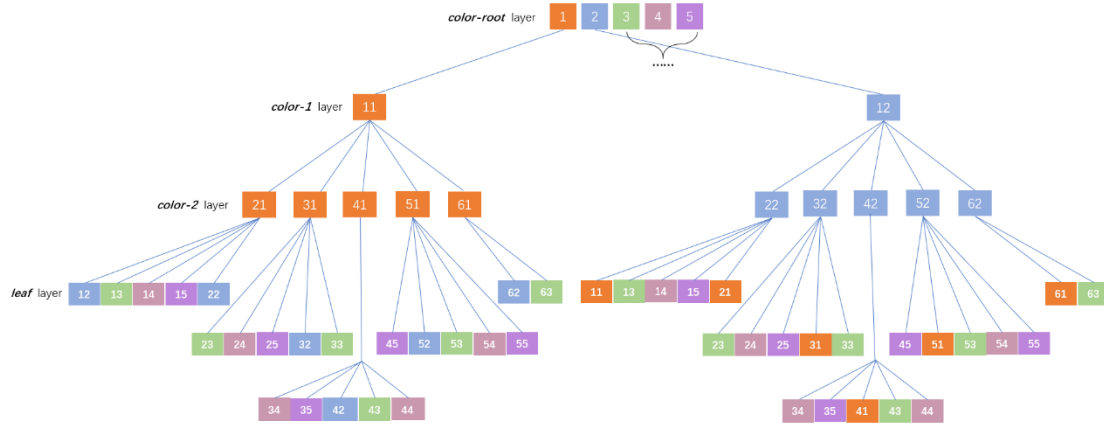 color-root layer 1 2 3 4 5
......
color-1 layer 11 12
color-2 layer 21 31 41 51 61 22 32 42 52 62
leaf layer 12 13 14 15 22 62 63 11 13 14 15 21 61 63
23 24 25 32 33 45 52 53 54 55 23 24 25 31 33 45 51 53 54 55
34 35 42 43 44 34 35 41 43 44